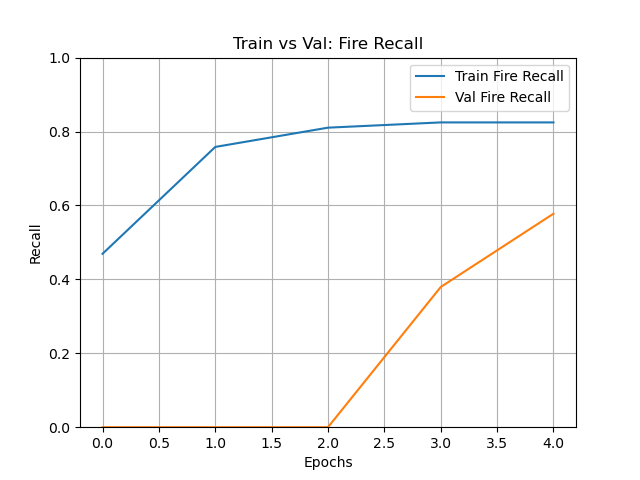 Train vs Val: Fire Recall
Train Fire Recall
Val Fire Recall
Recall
1.0
0.8
0.6
0.4
0.2
0.0
0.0 0.5 1.0 1.5 2.0 2.5 3.0 3.5 4.0
Epochs